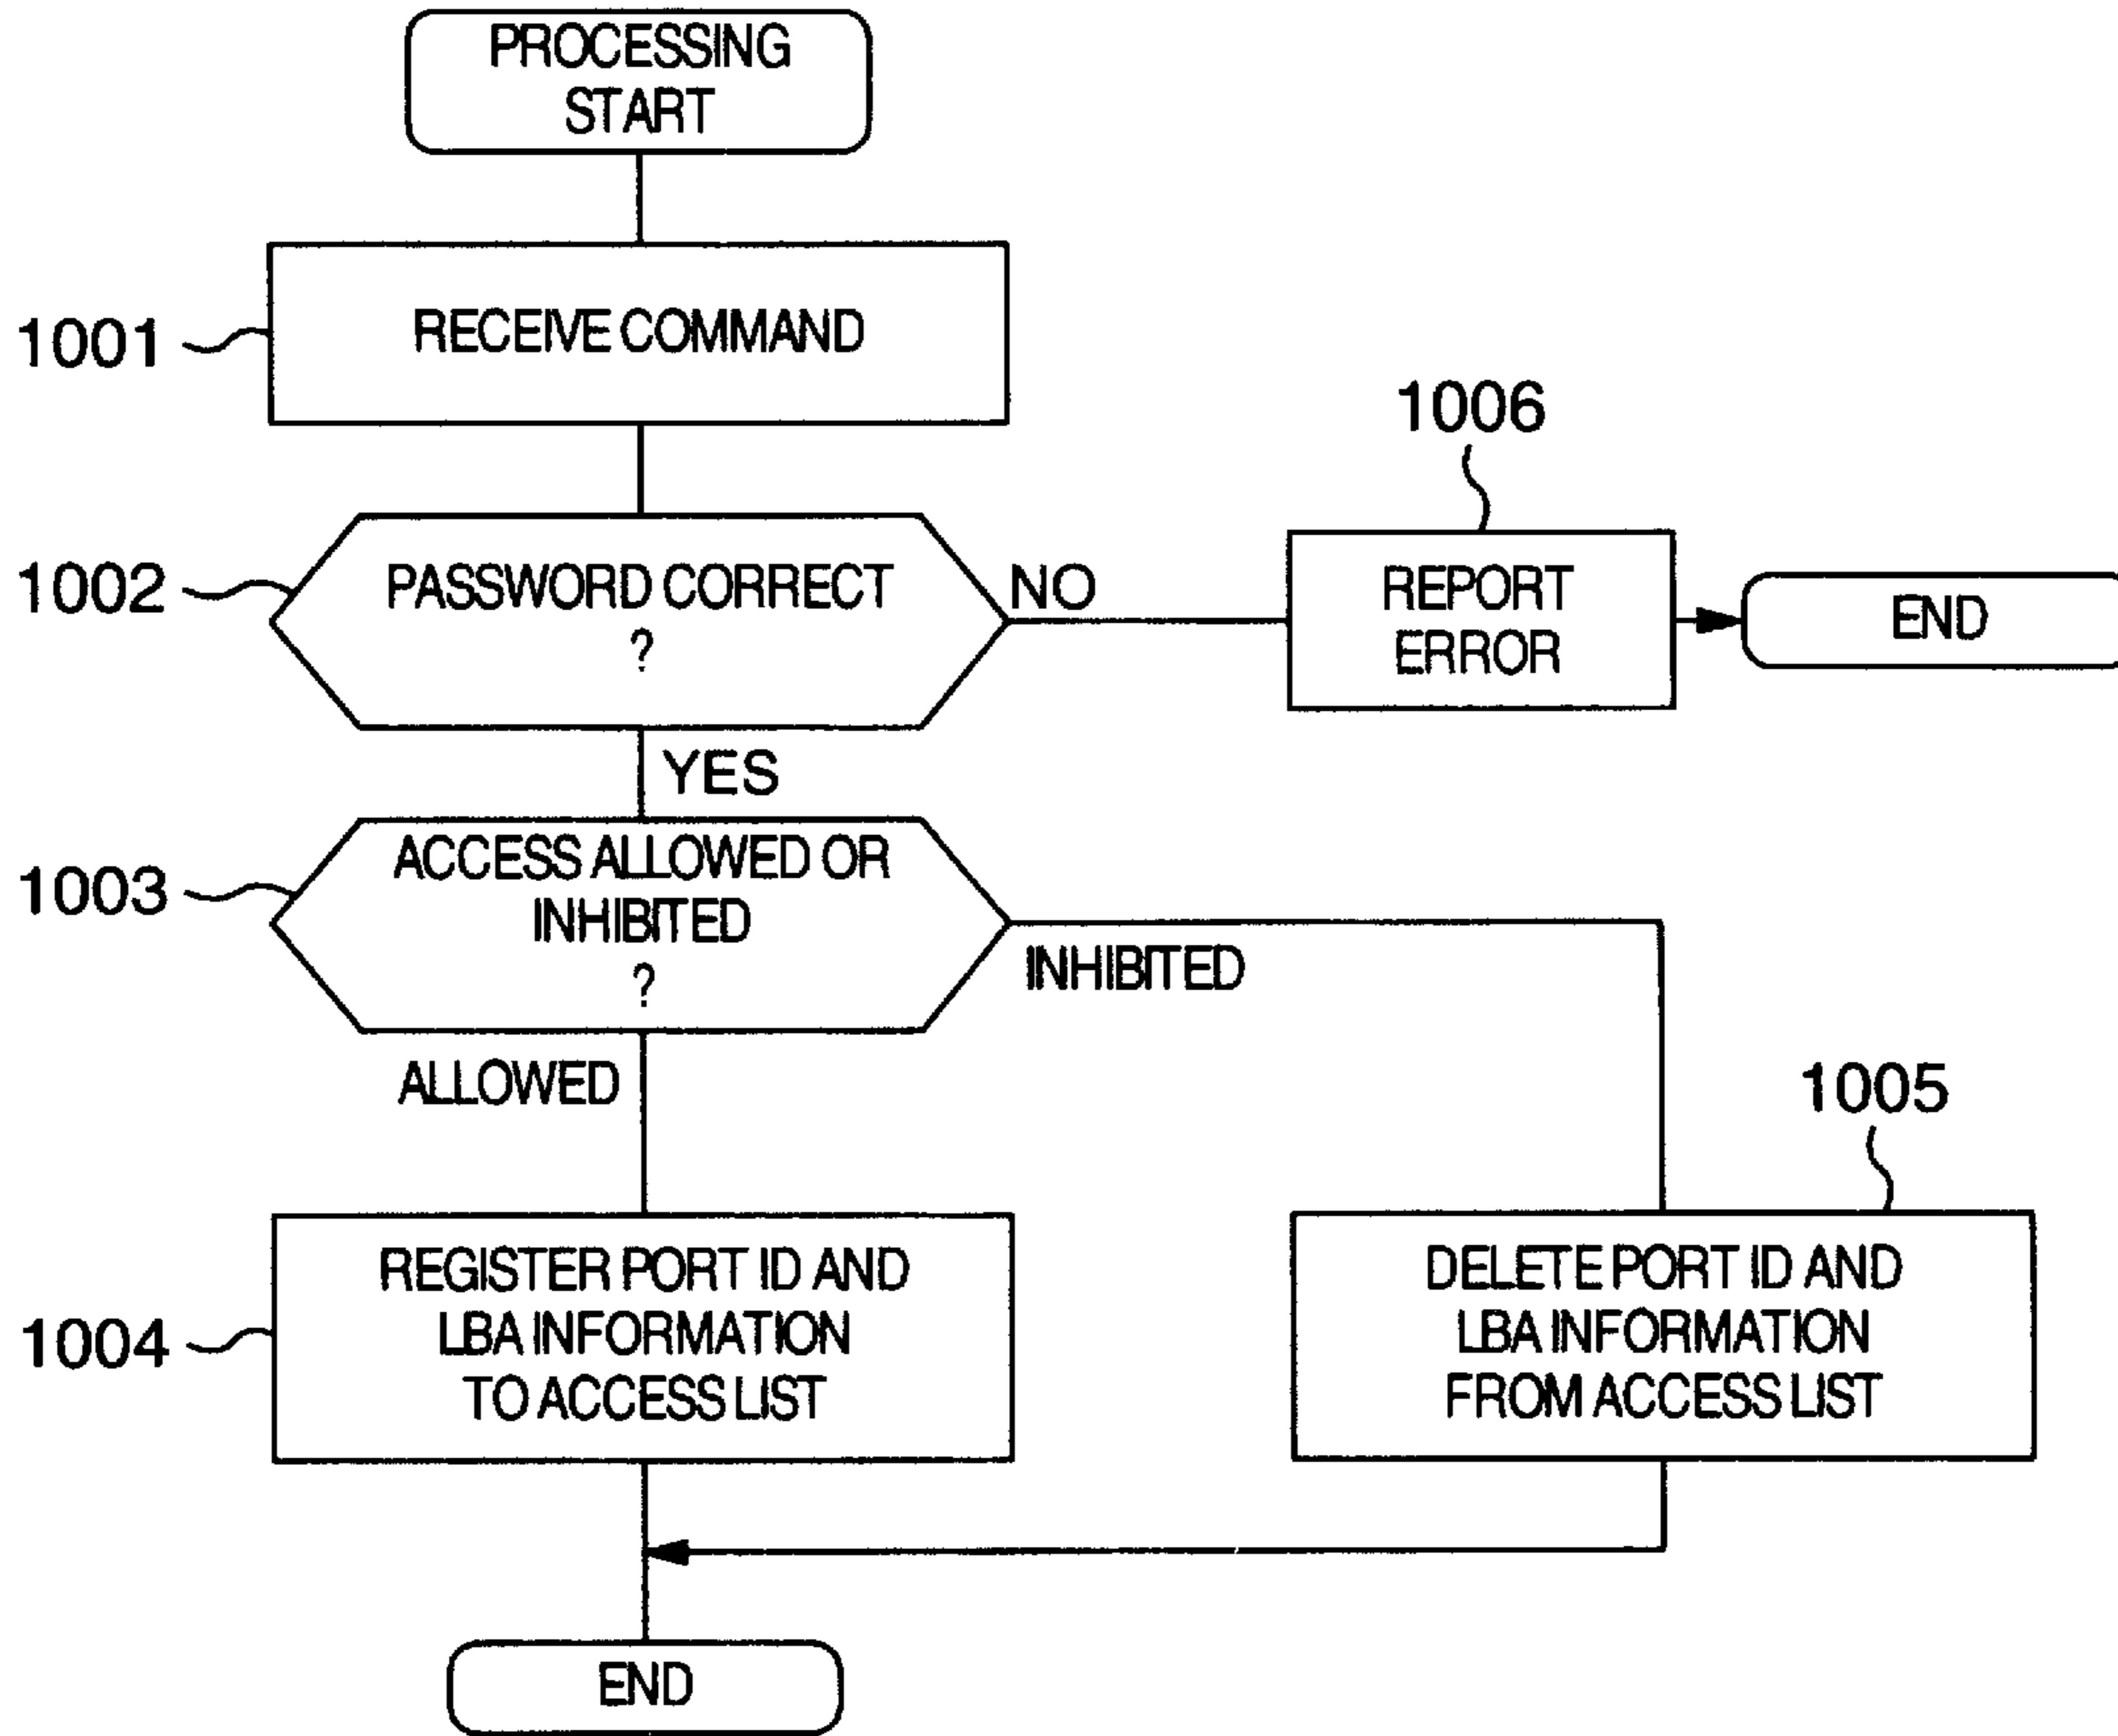 PROCESSING
START
1001
RECEIVE COMMAND
1006
1002
PASSWORD CORRECT
?
NO
REPORT
ERROR
END
YES
1003
ACCESS ALLOWED OR
INHIBITED
?
INHIBITED
ALLOWED
1005
1004
REGISTER PORT ID AND
LBA INFORMATION
TO ACCESS LIST
DELETE PORT ID AND
LBA INFORMATION
FROM ACCESS LIST
END